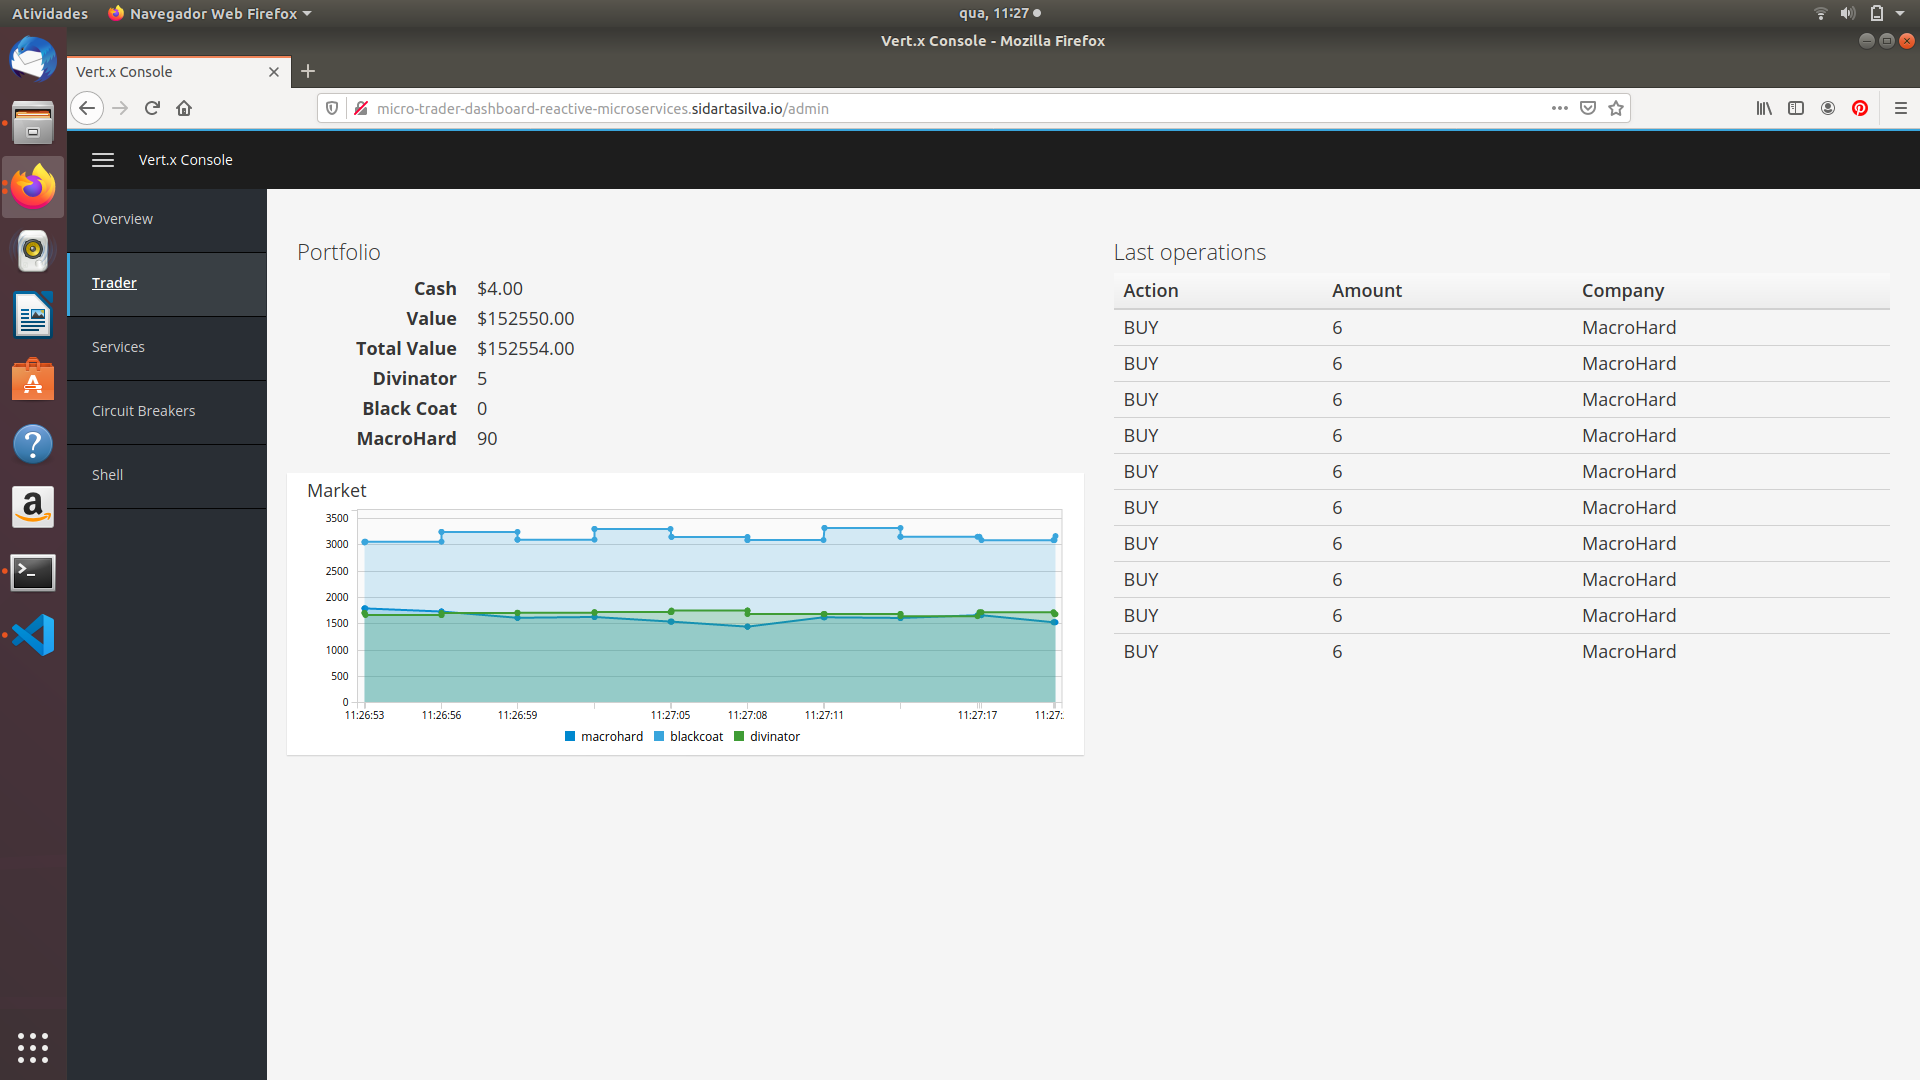 Atividades
Navegador Web Firefox
qua, 11:27
Vert.x Console - Mozilla Firefox
Vert.x Console
micro-trader-dashboard-reactive-microservices.sidartasilva.io/admin
Vert.x Console
Overview
Trader
Services
Circuit Breakers
Shell
Portfolio
Cash $4.00
Value $152550.00
Total Value $152554.00
Divinator 5
Black Coat 0
MacroHard 90
Market
3500
3000
2500
2000
1500
1000
500
0
11:26:53 11:26:56 11:26:59 11:27:05 11:27:08 11:27:11 11:27:17 11:27:
macrohard blackcoat divinator
Last operations
Action Amount Company
BUY 6 MacroHard
BUY 6 MacroHard
BUY 6 MacroHard
BUY 6 MacroHard
BUY 6 MacroHard
BUY 6 MacroHard
BUY 6 MacroHard
BUY 6 MacroHard
BUY 6 MacroHard
BUY 6 MacroHard